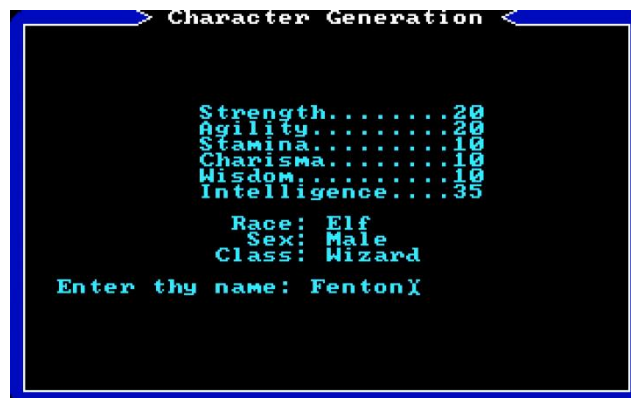 > Character Generation <
Strength........20
Agility.........20
Stamina.........10
Charisma........10
Wisdom..........10
Intelligence....35
Race: Elf
Sex: Male
Class: Wizard
Enter thy name: Fenton